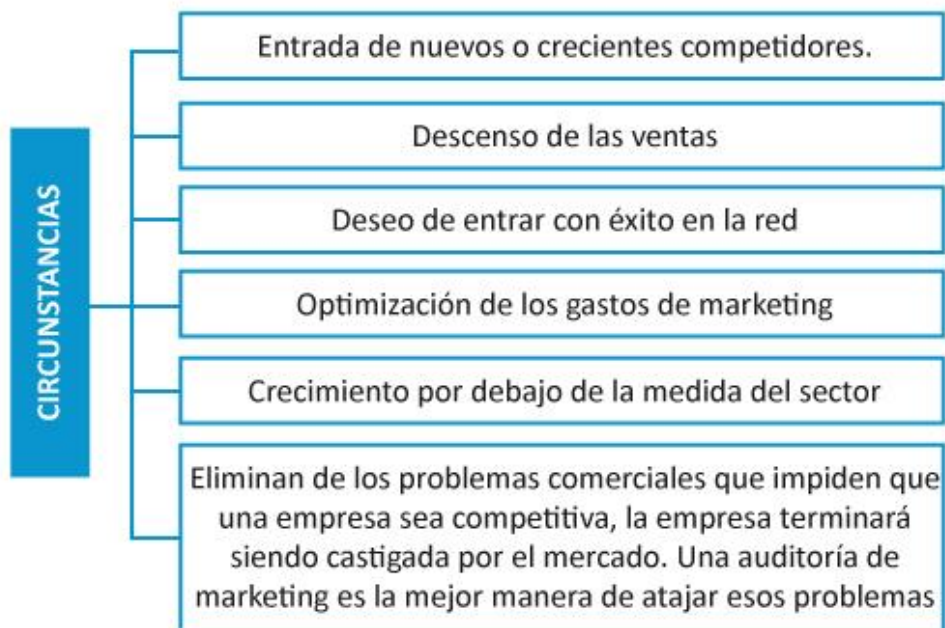 CIRCUNSTANCIAS
Entrada de nuevos o crecientes competidores.
Descenso de las ventas
Deseo de entrar con éxito en la red
Optimización de los gastos de marketing
Crecimiento por debajo de la medida del sector
Eliminan de los problemas comerciales que impiden que
una empresa sea competitiva, la empresa terminará
siendo castigada por el mercado. Una auditoría de
marketing es la mejor manera de atajar esos problemas